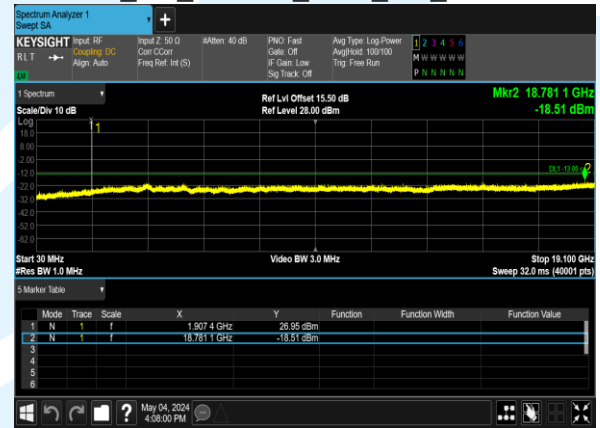 Spectrum Analyzer 1
Swept SA
+
KEYSIGHT Input: RF Input Z: 50 Ω #Atten: 40 dB PNO: Fast Avg Type: Log-Power 1 2 3 4 5 6
RLT Coupling: DC Corr CCorr Gate: Off Avg|Hold: 100/100 M W W W W W
Align: Auto Freq Ref: Int (S) IF Gain: Low Trig: Free Run P N N N N N
Sig Track: Off
LV
1 Spectrum Ref Lvl Offset 15.50 dB Mkr2 18.781 1 GHz
Scale/Div 10 dB Ref Level 28.00 dBm -18.51 dBm
Log
18.0 1
8.00
-2.00
-12.0 DL1 -13.00 2
-22.0
-32.0
-42.0
-52.0
-62.0
Start 30 MHz Video BW 3.0 MHz Stop 19.100 GHz
#Res BW 1.0 MHz Sweep 32.0 ms (40001 pts)
5 Marker Table
Mode Trace Scale X Y Function Function Width Function Value
1 N 1 f 1.907 4 GHz 26.95 dBm
2 N 1 f 18.781 1 GHz -18.51 dBm
3
4
5
6
? May 04, 2024
4:08:00 PM